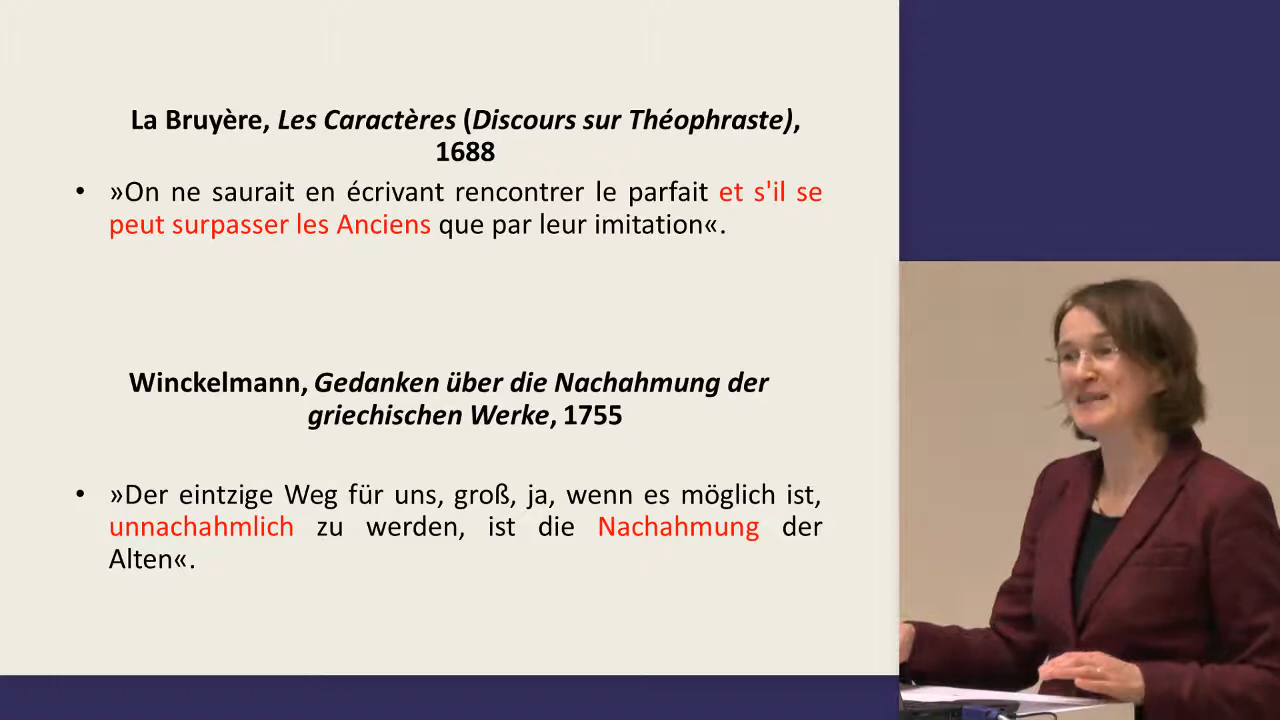 La Bruyère, Les Caractères (Discours sur Théophraste),
1688
• »On ne saurait en écrivant rencontrer le parfait et s'il se
peut surpasser les Anciens que par leur imitation«.
Winckelmann, Gedanken über die Nachahmung der
griechischen Werke, 1755
• »Der eintzige Weg für uns, groß, ja, wenn es möglich ist,
unnachahmlich zu werden, ist die Nachahmung der
Alten«.